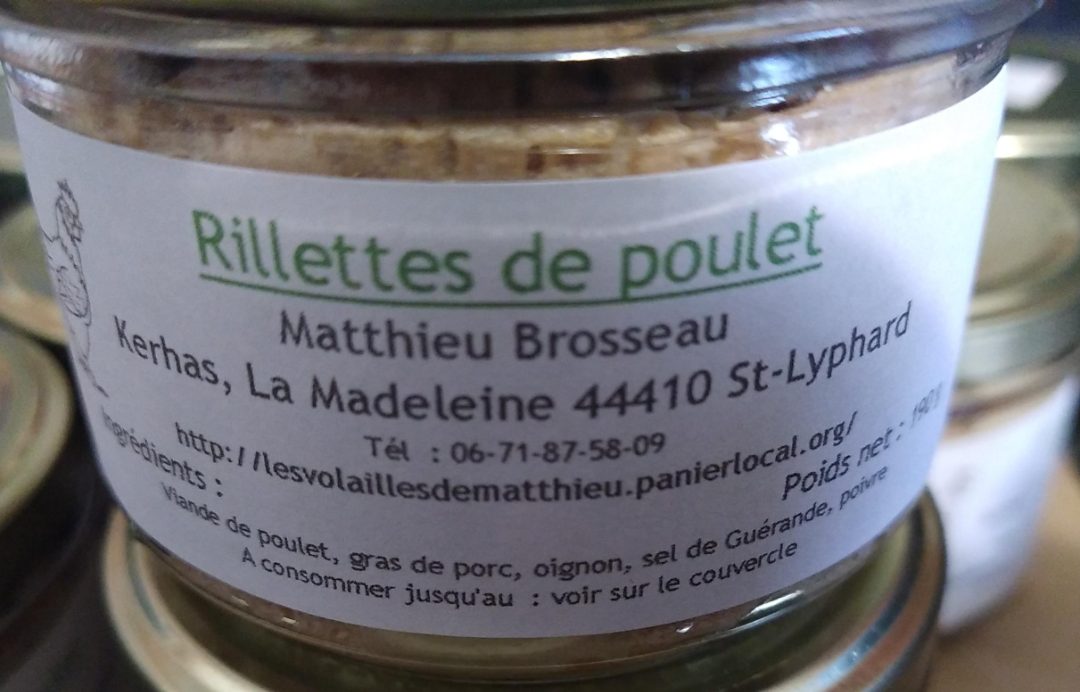 Rillettes de poulet
Matthieu Brosseau
Kerhas, La Madeleine 44410 St-Lyphard
Tél : 06-71-87-58-09
http://lesvolaillesdematthieu.panierlocal.org/
Ingrédients : Poids net : 190 g
Viande de poulet, gras de porc, oignon, sel de Guérande, poivre
A consommer jusqu'au : voir sur le couvercle